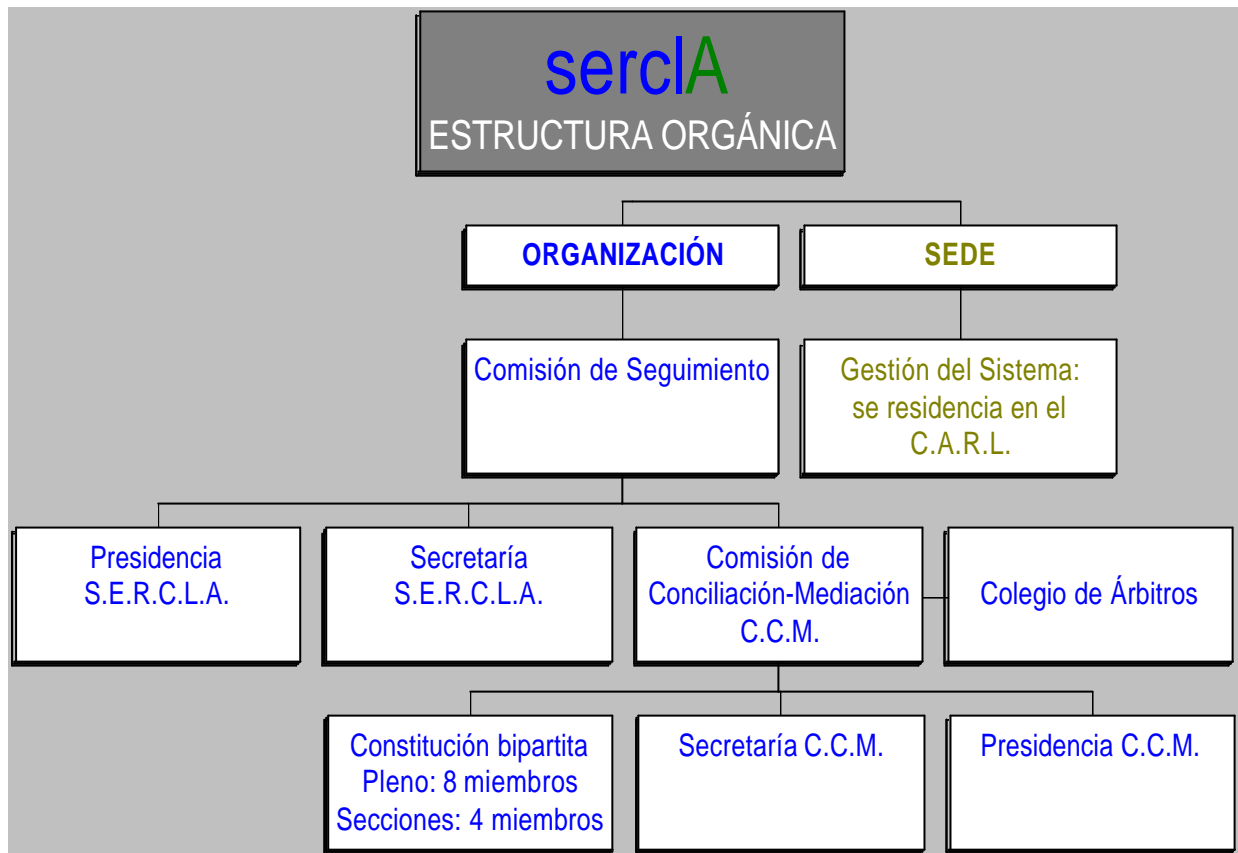 serclA
ESTRUCTURA ORGÁNICA
ORGANIZACIÓN
SEDE
Comisión de Seguimiento
Gestión del Sistema:
se residencia en el
C.A.R.L.
Presidencia
S.E.R.C.L.A.
Secretaría
S.E.R.C.L.A.
Comisión de
Conciliación-Mediación
C.C.M.
Colegio de Árbitros
Constitución bipartita
Pleno: 8 miembros
Secciones: 4 miembros
Secretaría C.C.M.
Presidencia C.C.M.